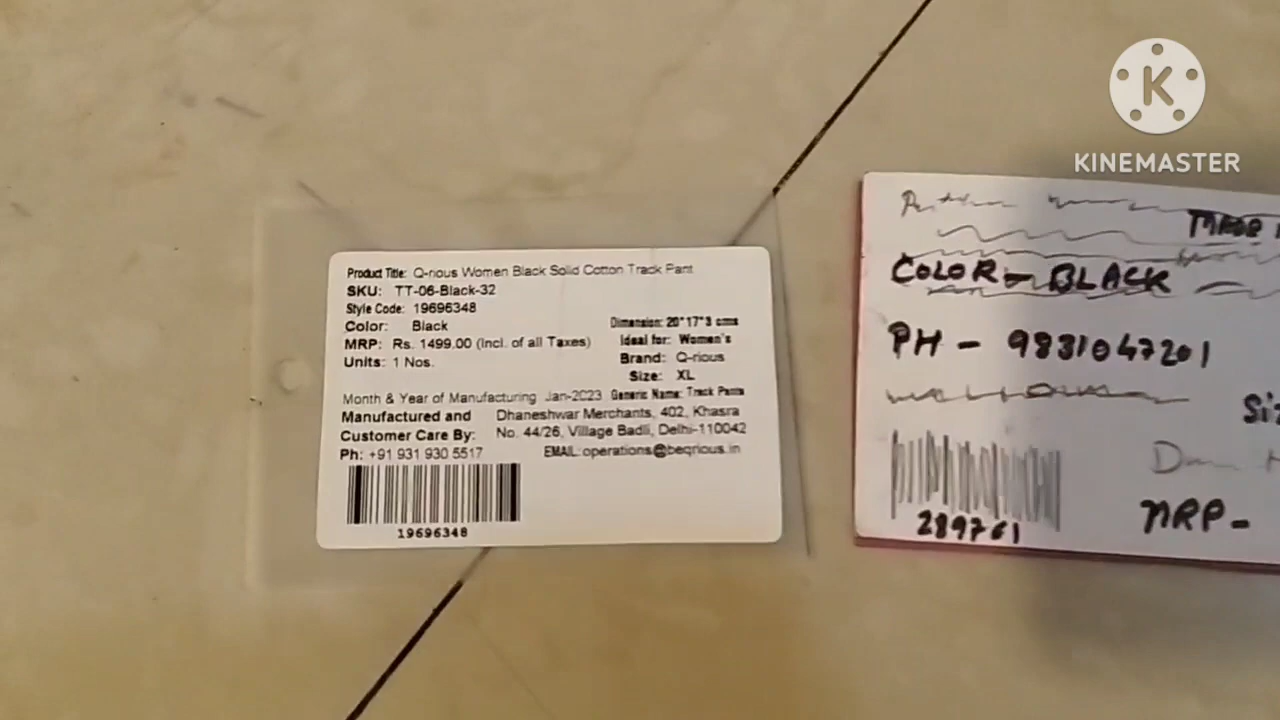 K
KINEMASTER
Product Title: Q-rious Women Black Solid Cotton Track Pant
SKU: TT-06-Black-32
Style Code: 19696348
Color: Black
MRP: Rs. 1499.00 (Incl. of all Taxes)
Units: 1 Nos.
Dimension: 20*17*3 cms
Ideal for: Women's
Brand: Q-rious
Size: XL
Month & Year of Manufacturing Jan-2023 Generic Name: Track Pants
Manufactured and Customer Care By: Dhaneshwar Merchants, 402, Khasra
No. 44/26, Village Badli, Delhi-110042
Ph: +91 931 930 5517 EMAIL: operations@beqrious.in
19696348
MADE
COLOR - BLACK
PH - 9831047201
289761
MRP-